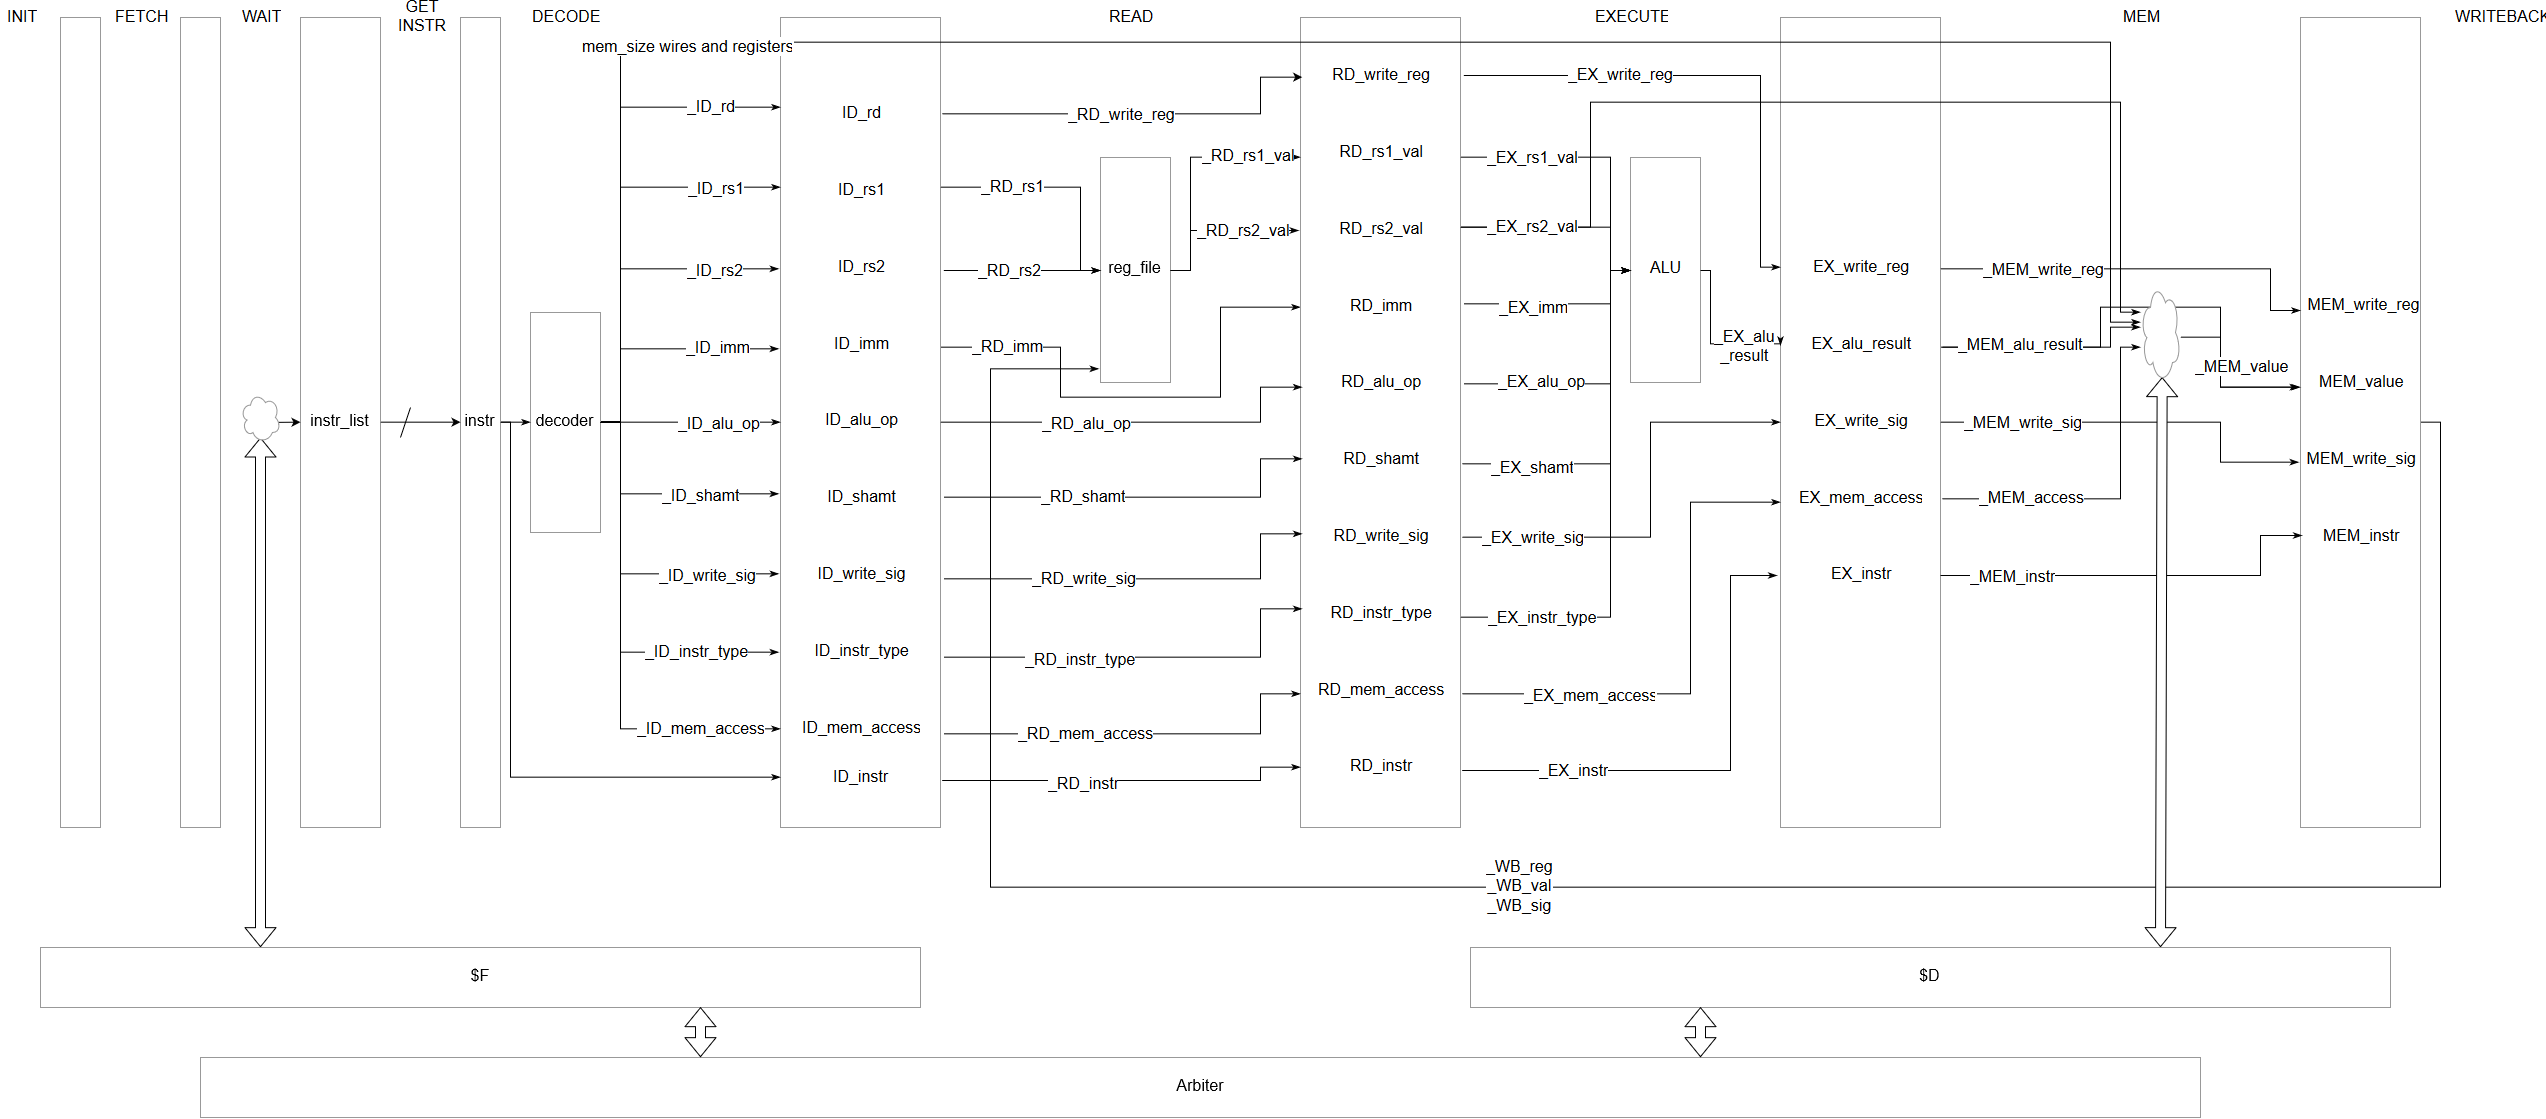 INIT
FETCH
WAIT
GET
INSTR
DECODE
READ
EXECUTE
MEM
WRITEBACK
mem_size wires and registers
_ID_rd
_ID_rs1
_ID_rs2
_ID_imm
_ID_alu_op
_ID_shamt
_ID_write_sig
_ID_instr_type
_ID_mem_access
instr_list
instr
decoder
ID_rd
ID_rs1
ID_rs2
ID_imm
ID_alu_op
ID_shamt
ID_write_sig
ID_instr_type
ID_mem_access
ID_instr
_RD_write_reg
_RD_rs1
_RD_rs2
_RD_imm
_RD_alu_op
_RD_shamt
_RD_write_sig
_RD_instr_type
_RD_mem_access
_RD_instr
reg_file
_RD_rs1_val
_RD_rs2_val
RD_write_reg
RD_rs1_val
RD_rs2_val
RD_imm
RD_alu_op
RD_shamt
RD_write_sig
RD_instr_type
RD_mem_access
RD_instr
_EX_write_reg
_EX_rs1_val
_EX_rs2_val
_EX_imm
_EX_alu_op
_EX_shamt
_EX_write_sig
_EX_instr_type
_EX_mem_access
_EX_instr
ALU
_EX_alu
_result
EX_write_reg
EX_alu_result
EX_write_sig
EX_mem_access
EX_instr
_MEM_write_reg
_MEM_alu_result
_MEM_write_sig
_MEM_access
_MEM_instr
_MEM_value
MEM_write_reg
MEM_value
MEM_write_sig
MEM_instr
_WB_reg
_WB_val
_WB_sig
$F
$D
Arbiter